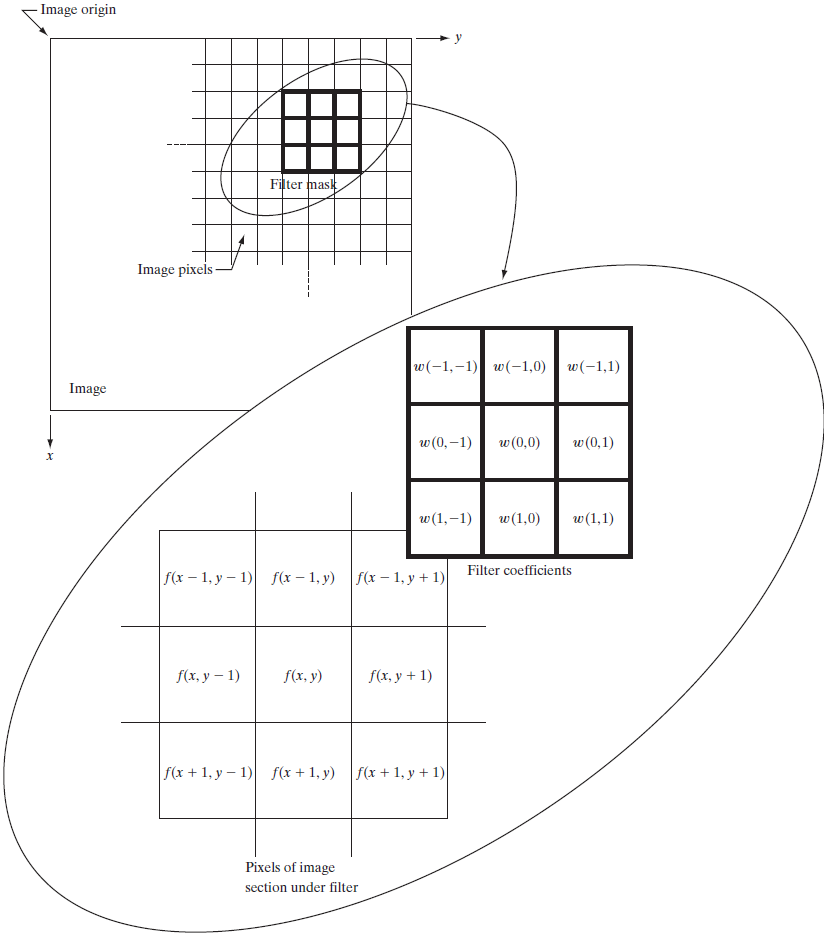 Image origin
y
Filter mask
Image pixels
Image
x
w(−1,−1) w(−1,0) w(−1,1)
w(0,−1) w(0,0) w(0,1)
w(1,−1) w(1,0) w(1,1)
Filter coefficients
f(x − 1, y − 1) f(x − 1, y) f(x − 1, y + 1)
f(x, y − 1) f(x, y) f(x, y + 1)
f(x + 1, y − 1) f(x + 1, y) f(x + 1, y + 1)
Pixels of image
section under filter